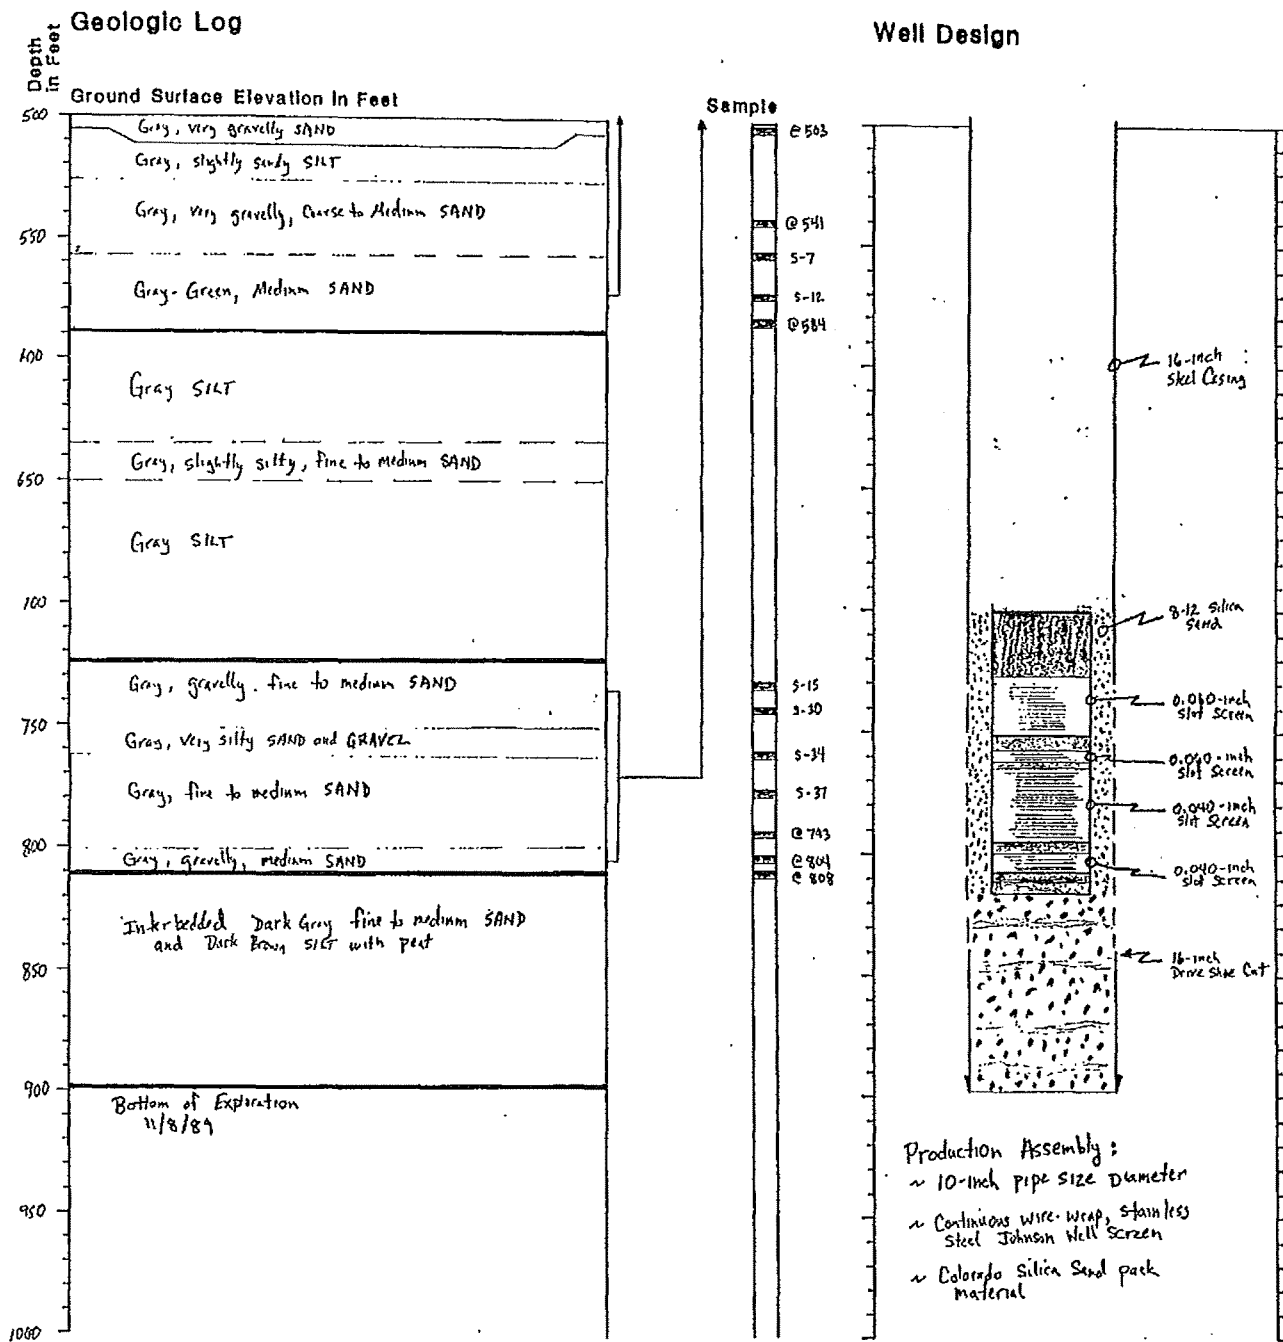 Geologic Log
Well Design
Depth
in Feet
Ground Surface Elevation in Feet
Sample
500
550
600
650
700
750
800
850
900
950
1000
Gray, very gravelly SAND
Gray, slightly sandy SILT
Gray, very gravelly, Coarse to Medium SAND
Gray-Green, Medium SAND
Gray SILT
Gray, slightly silty, fine to medium SAND
Gray SILT
Gray, gravelly, fine to medium SAND
Gray, very silty SAND and GRAVEL
Gray, fine to medium SAND
Gray, gravelly, medium SAND
Interbedded Dark Gray fine to medium SAND
and Dark Brown SILT with peat
Bottom of Exploration
11/8/89
@ 503
@ 541
S-7
S-12
@ 584
S-15
S-30
S-34
S-37
@ 793
@ 804
@ 808
16-inch
Steel Casing
8-12 Silica
Sand
0.060-inch
Slot Screen
0.060-inch
Slot Screen
0.040-inch
Slot Screen
0.040-inch
Slot Screen
16-inch
Drive Shoe Cut
Production Assembly:
~ 10-inch pipe size Diameter
~ Continuous wire-wrap, stainless
Steel Johnson Well Screen
~ Colorado Silica Sand pack
material